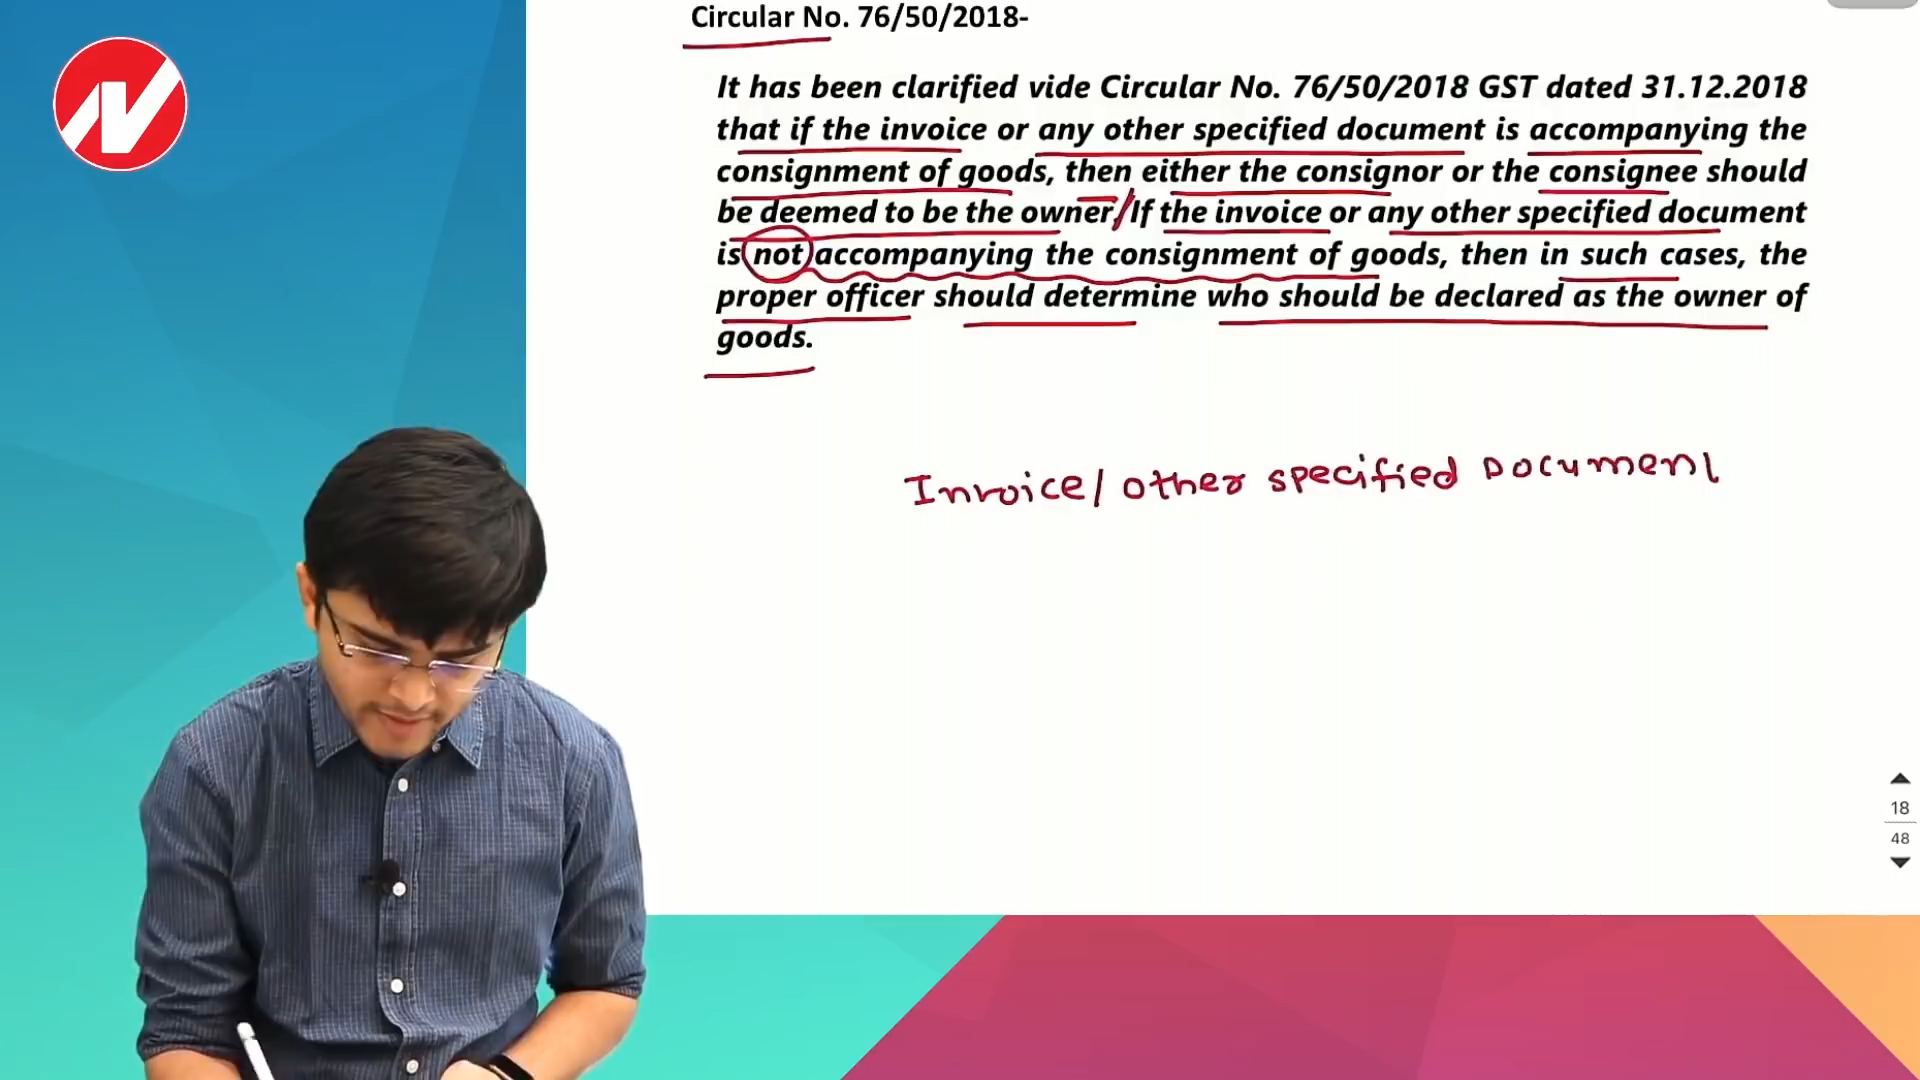 Circular No. 76/50/2018-
It has been clarified vide Circular No. 76/50/2018 GST dated 31.12.2018
that if the invoice or any other specified document is accompanying the
consignment of goods, then either the consignor or the consignee should
be deemed to be the owner. If the invoice or any other specified document
is not accompanying the consignment of goods, then in such cases, the
proper officer should determine who should be declared as the owner of
goods.
Invoice/ other specified Document
18
48